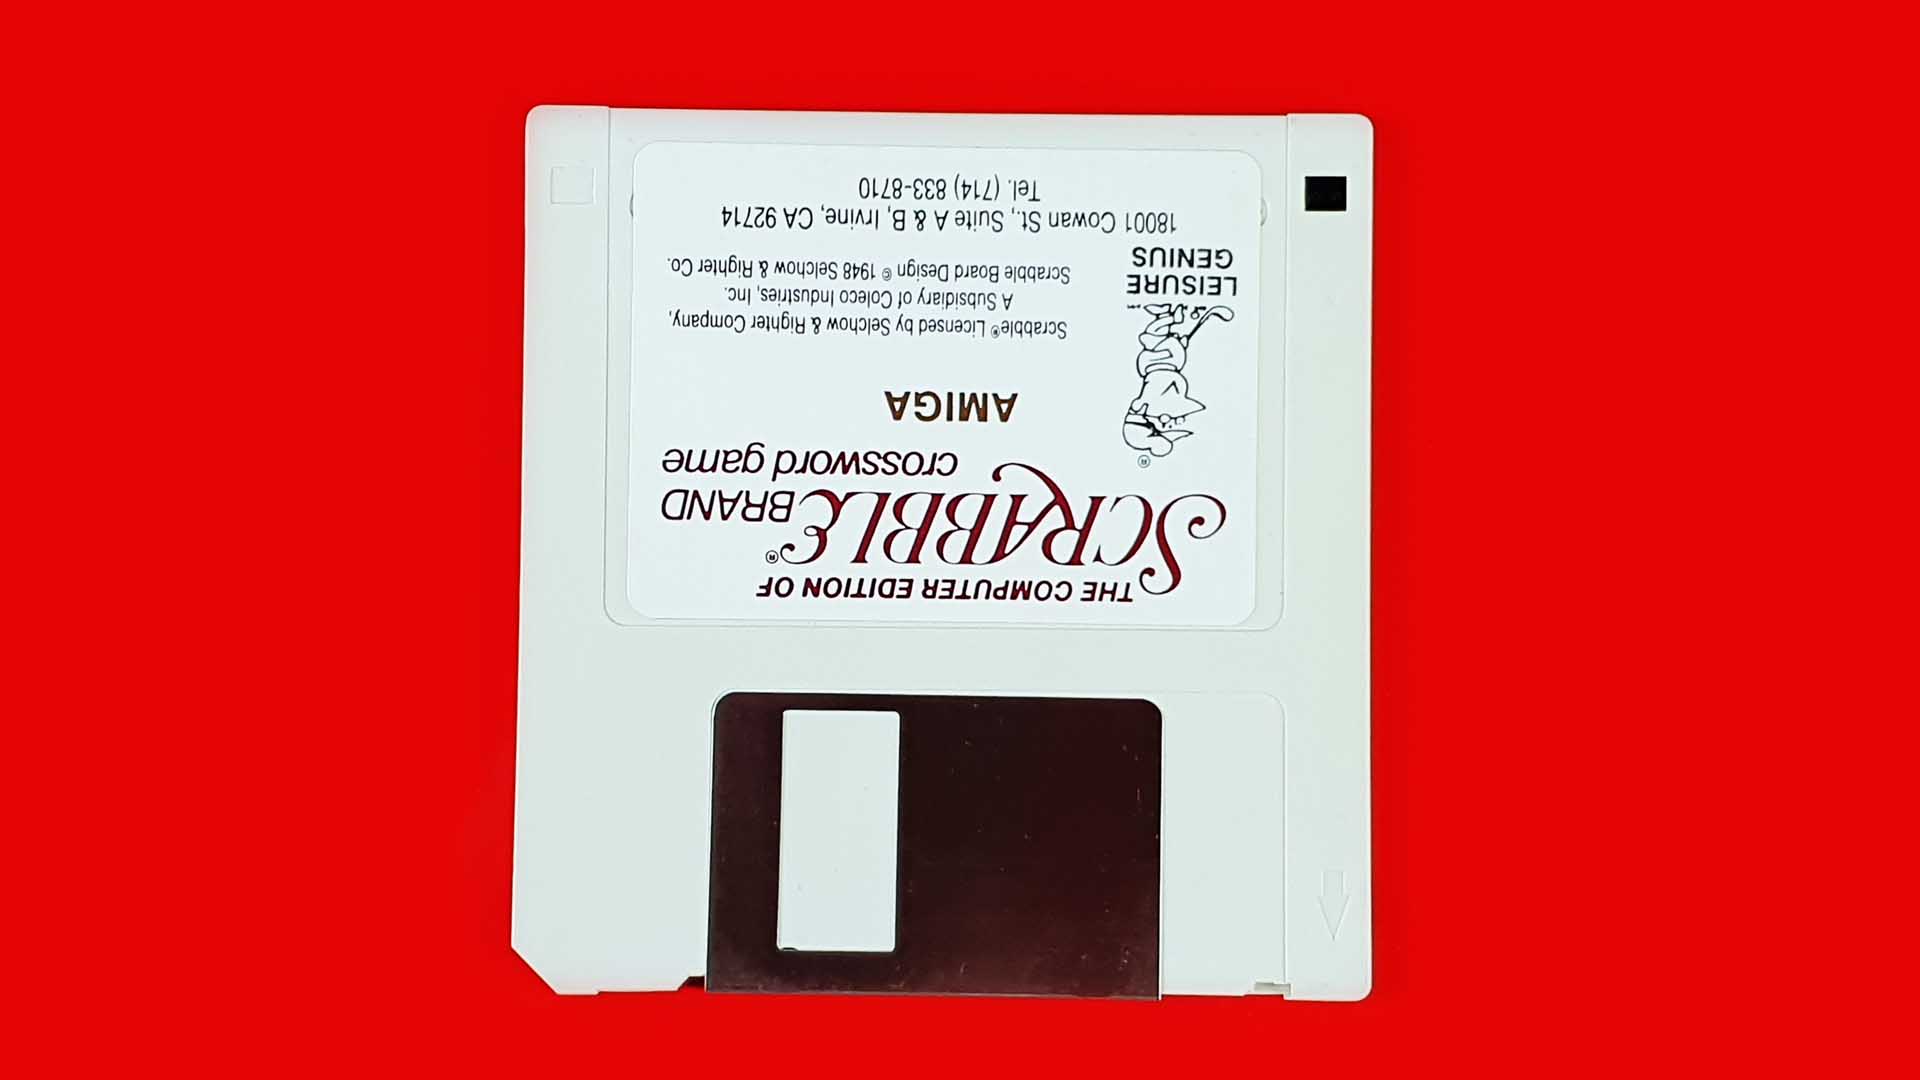 THE COMPUTER EDITION OF
SCRABBLE® BRAND
crossword game
®
AMIGA
Scrabble® Licensed by Selchow & Righter Company,
A Subsidiary of Coleco Industries, Inc.
Scrabble Board Design © 1948 Selchow & Righter Co.
LEISURE
GENIUS
18001 Cowan St., Suite A & B, Irvine, CA 92714
Tel. (714) 833-8710